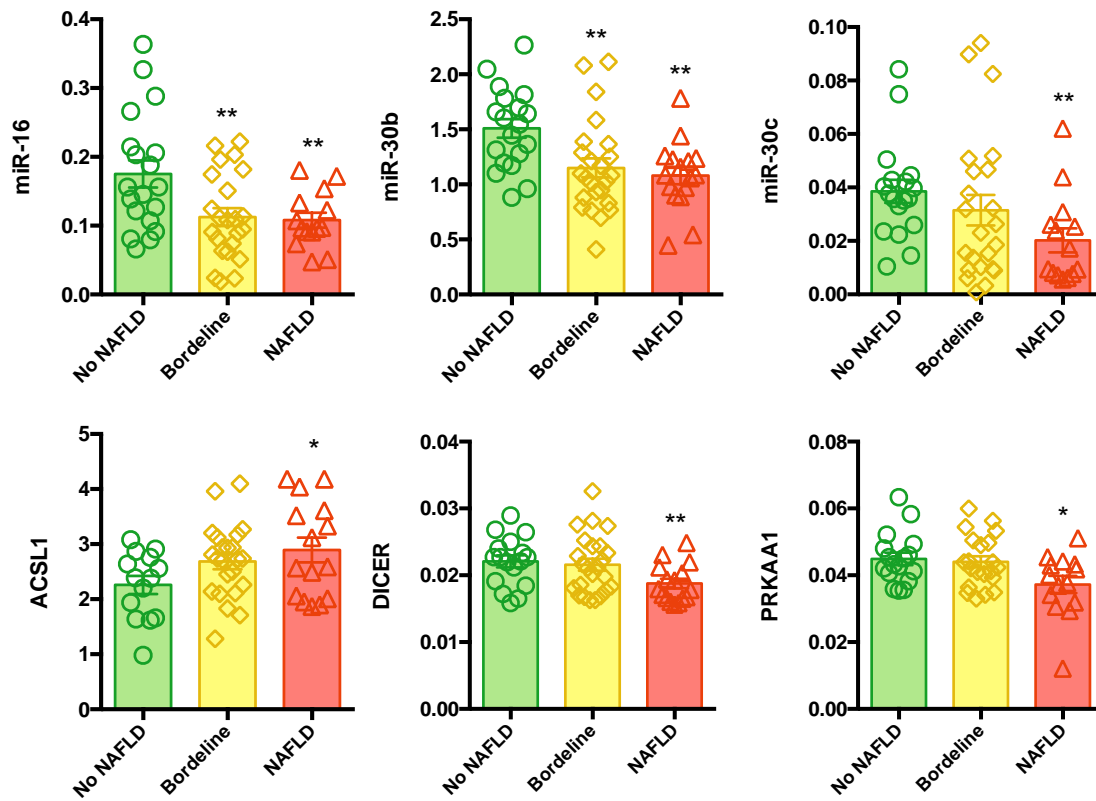 miR-16
0.4
0.3
0.2
0.1
0.0
**
**
No NAFLD
Bordeline
NAFLD
miR-30b
2.5
2.0
1.5
1.0
0.5
0.0
**
**
No NAFLD
Bordeline
NAFLD
miR-30c
0.10
0.08
0.06
0.04
0.02
0.00
**
No NAFLD
Bordeline
NAFLD
ACSL1
5
4
3
2
1
0
*
No NAFLD
Bordeline
NAFLD
DICER
0.04
0.03
0.02
0.01
0.00
**
No NAFLD
Bordeline
NAFLD
PRKAA1
0.08
0.06
0.04
0.02
0.00
*
No NAFLD
Bordeline
NAFLD